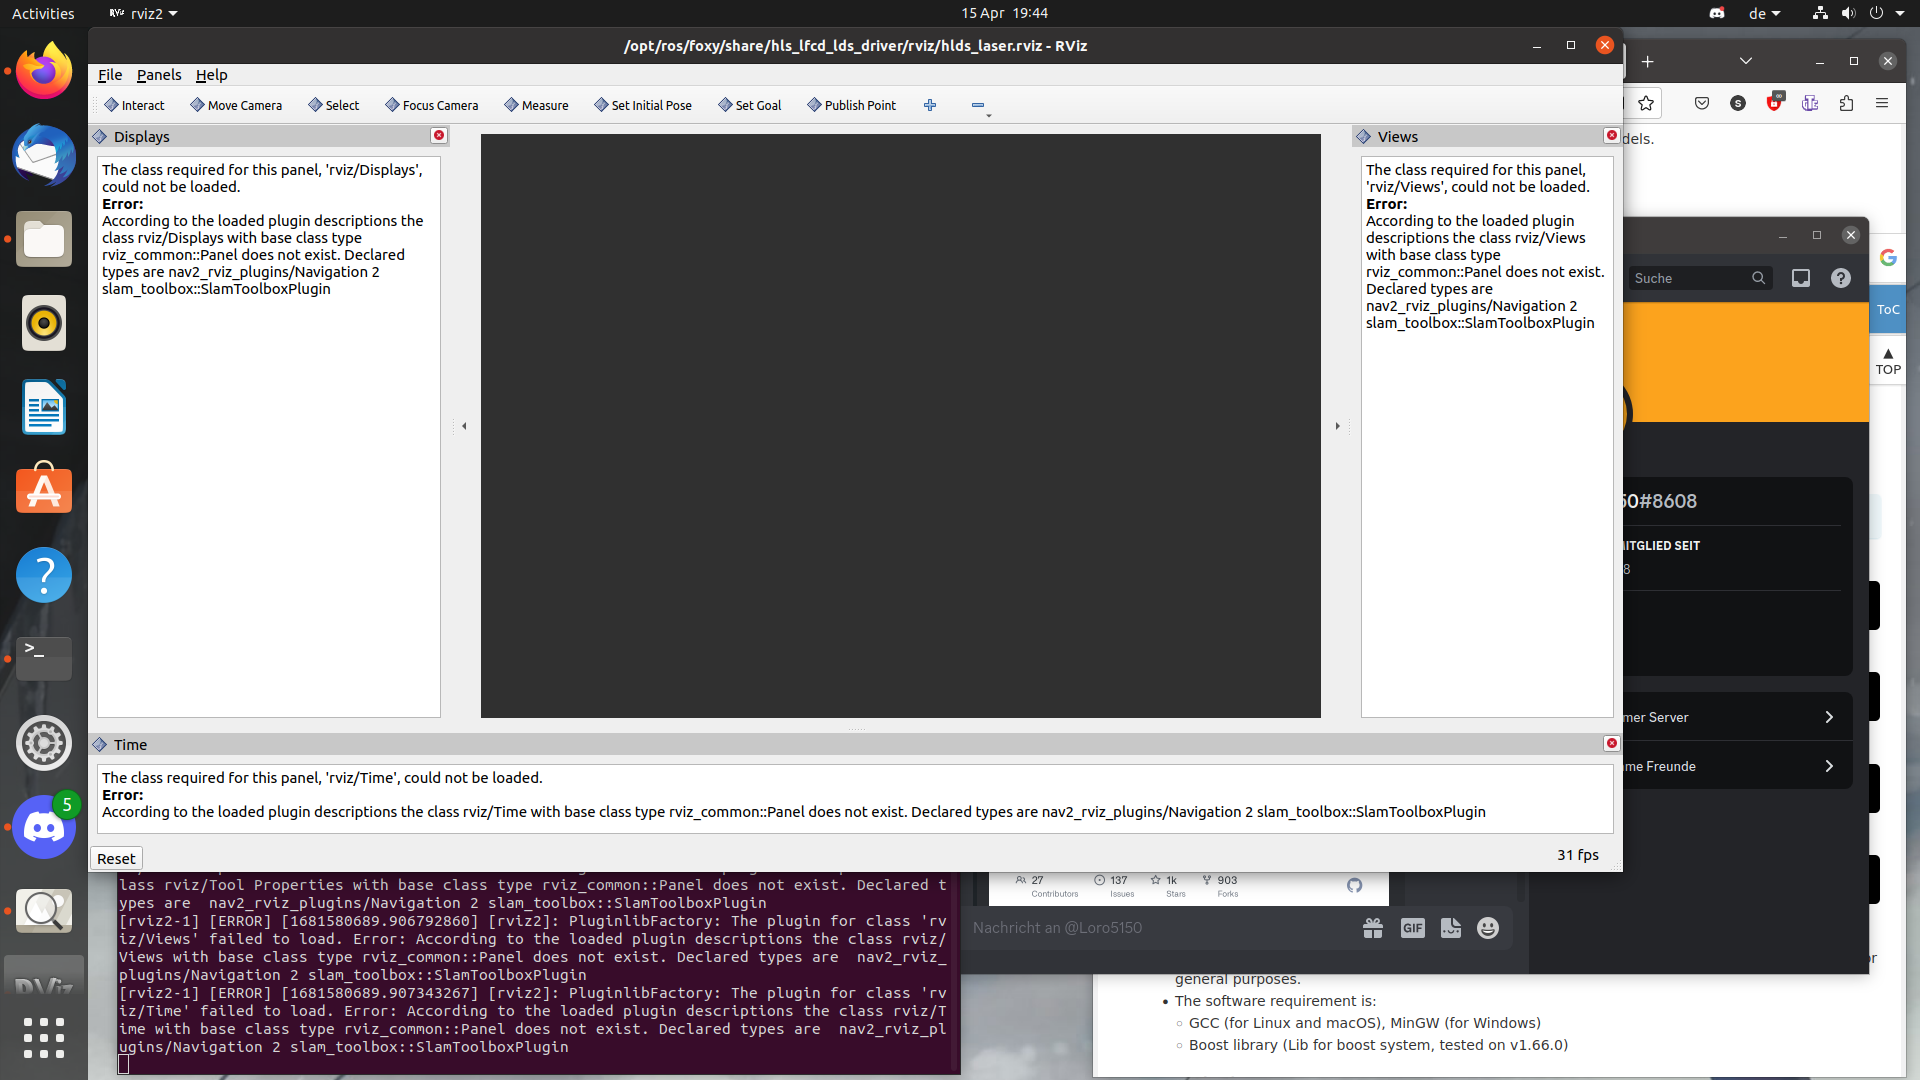 Activities
RViz rviz2
15 Apr 19:44
de
/opt/ros/foxy/share/hls_lfcd_lds_driver/rviz/hlds_laser.rviz - RViz
File Panels Help
Interact Move Camera Select Focus Camera Measure Set Initial Pose Set Goal Publish Point
Displays
The class required for this panel, 'rviz/Displays',
could not be loaded.
Error:
According to the loaded plugin descriptions the
class rviz/Displays with base class type
rviz_common::Panel does not exist. Declared
types are nav2_rviz_plugins/Navigation 2
slam_toolbox::SlamToolboxPlugin
Views
The class required for this panel,
'rviz/Views', could not be loaded.
Error:
According to the loaded plugin
descriptions the class rviz/Views
with base class type
rviz_common::Panel does not exist.
Declared types are
nav2_rviz_plugins/Navigation 2
slam_toolbox::SlamToolboxPlugin
Time
The class required for this panel, 'rviz/Time', could not be loaded.
Error:
According to the loaded plugin descriptions the class rviz/Time with base class type rviz_common::Panel does not exist. Declared types are nav2_rviz_plugins/Navigation 2 slam_toolbox::SlamToolboxPlugin
Reset
31 fps
lass rviz/Tool Properties with base class type rviz_common::Panel does not exist. Declared t
ypes are  nav2_rviz_plugins/Navigation 2 slam_toolbox::SlamToolboxPlugin
[rviz2-1] [ERROR] [1681580689.906792860] [rviz2]: PluginlibFactory: The plugin for class 'rv
iz/Views' failed to load. Error: According to the loaded plugin descriptions the class rviz/
Views with base class type rviz_common::Panel does not exist. Declared types are  nav2_rviz_
plugins/Navigation 2 slam_toolbox::SlamToolboxPlugin
[rviz2-1] [ERROR] [1681580689.907343267] [rviz2]: PluginlibFactory: The plugin for class 'rv
iz/Time' failed to load. Error: According to the loaded plugin descriptions the class rviz/T
ime with base class type rviz_common::Panel does not exist. Declared types are  nav2_rviz_pl
ugins/Navigation 2 slam_toolbox::SlamToolboxPlugin
5
RViz
27 137 1k 903
Contributors Issues Stars Forks
Nachricht an @Loro5150
GIF
dels.
Suche
ToC
TOP
50#8608
MITGLIED SEIT
8
mer Server
me Freunde
or
general purposes.
• The software requirement is:
◦ GCC (for Linux and macOS), MinGW (for Windows)
◦ Boost library (Lib for boost system, tested on v1.66.0)